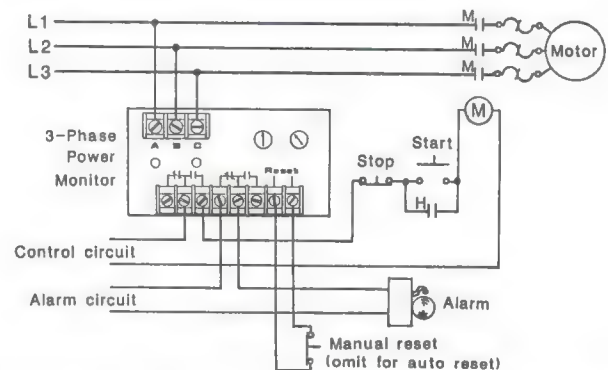 L1
L2
L3
M
M
M
Motor
3-Phase
Power
Monitor
A B C
Reset
M
Stop
Start
H
Control circuit
Alarm circuit
Alarm
Manual reset
(omit for auto reset)